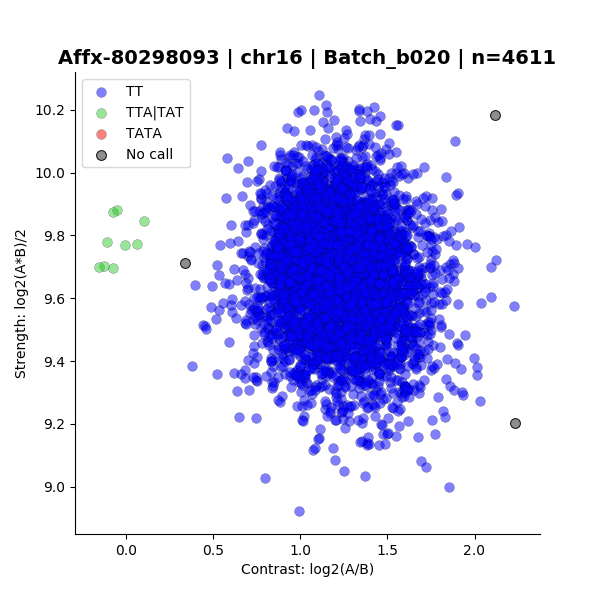 Affx-80298093 | chr16 | Batch_b020 | n=4611
TT
TTA|TAT
TATA
No call
10.2
10.0
9.8
9.6
9.4
9.2
9.0
Strength: log2(A*B)/2
0.0
0.5
1.0
1.5
2.0
Contrast: log2(A/B)